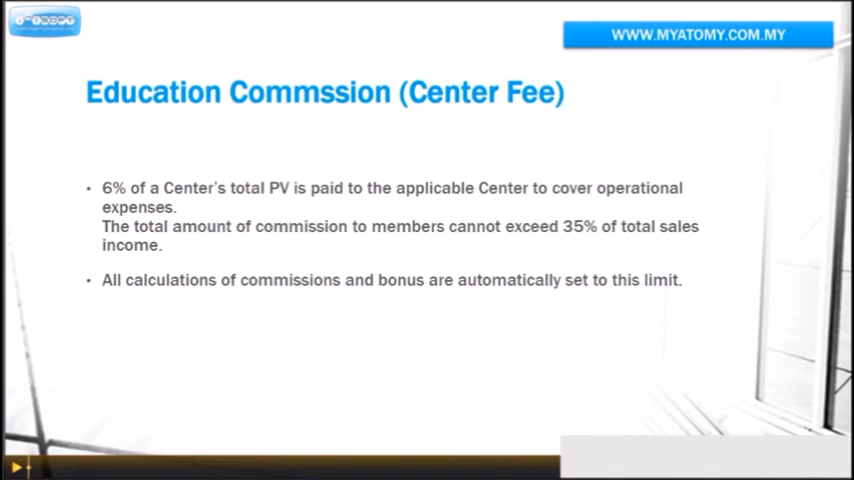 WWW.MYATOMY.COM.MY
Education Commssion (Center Fee)
• 6% of a Center's total PV is paid to the applicable Center to cover operational
expenses.
The total amount of commission to members cannot exceed 35% of total sales
income.
• All calculations of commissions and bonus are automatically set to this limit.